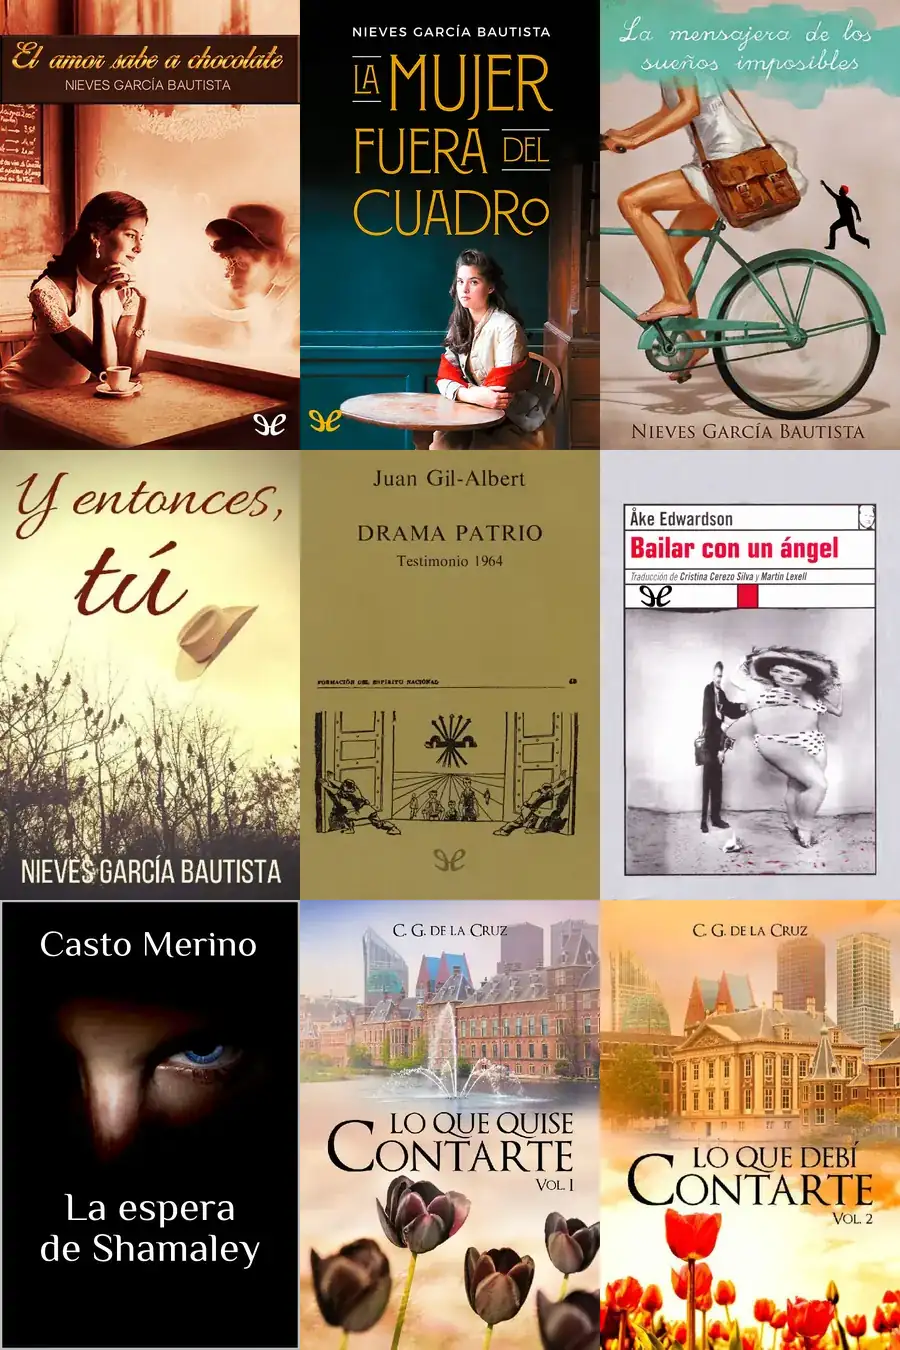 El amor sabe a chocolate
NIEVES GARCÍA BAUTISTA
NIEVES GARCÍA BAUTISTA
LA MUJER
FUERA DEL
CUADRO
La mensajera de los
sueños imposibles
NIEVES GARCÍA BAUTISTA
Y entonces,
tú
NIEVES GARCÍA BAUTISTA
Juan Gil-Albert
DRAMA PATRIO
Testimonio 1964
FORMACIÓN DEL ESPÍRITU NACIONAL
Åke Edwardson
Bailar con un ángel
Traducción de Cristina Cerezo Silva y Martin Lexell
Casto Merino
La espera
de Shamaley
C. G. DE LA CRUZ
LO QUE QUISE
CONTARTE
VOL. 1
C. G. DE LA CRUZ
LO QUE DEBÍ
CONTARTE
VOL. 2